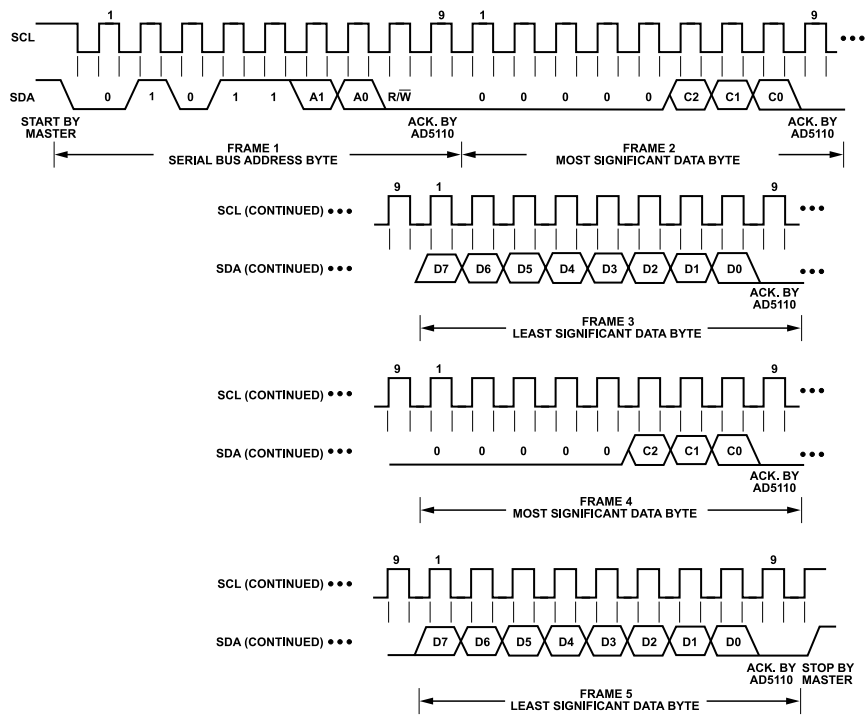 1 9 1 9
SCL •••
SDA 0 1 0 1 1 A1 A0 R/W̅ 0 0 0 0 0 C2 C1 C0
START BY MASTER
ACK. BY AD5110
ACK. BY AD5110
FRAME 1
SERIAL BUS ADDRESS BYTE
FRAME 2
MOST SIGNIFICANT DATA BYTE
9 1 9
SCL (CONTINUED) ••• •••
SDA (CONTINUED) ••• D7 D6 D5 D4 D3 D2 D1 D0 •••
ACK. BY
AD5110
FRAME 3
LEAST SIGNIFICANT DATA BYTE
9 1 9
SCL (CONTINUED) ••• •••
SDA (CONTINUED) ••• 0 0 0 0 0 C2 C1 C0 •••
ACK. BY
AD5110
FRAME 4
MOST SIGNIFICANT DATA BYTE
9 1 9
SCL (CONTINUED) •••
SDA (CONTINUED) ••• D7 D6 D5 D4 D3 D2 D1 D0
ACK. BY STOP BY
AD5110 MASTER
FRAME 5
LEAST SIGNIFICANT DATA BYTE